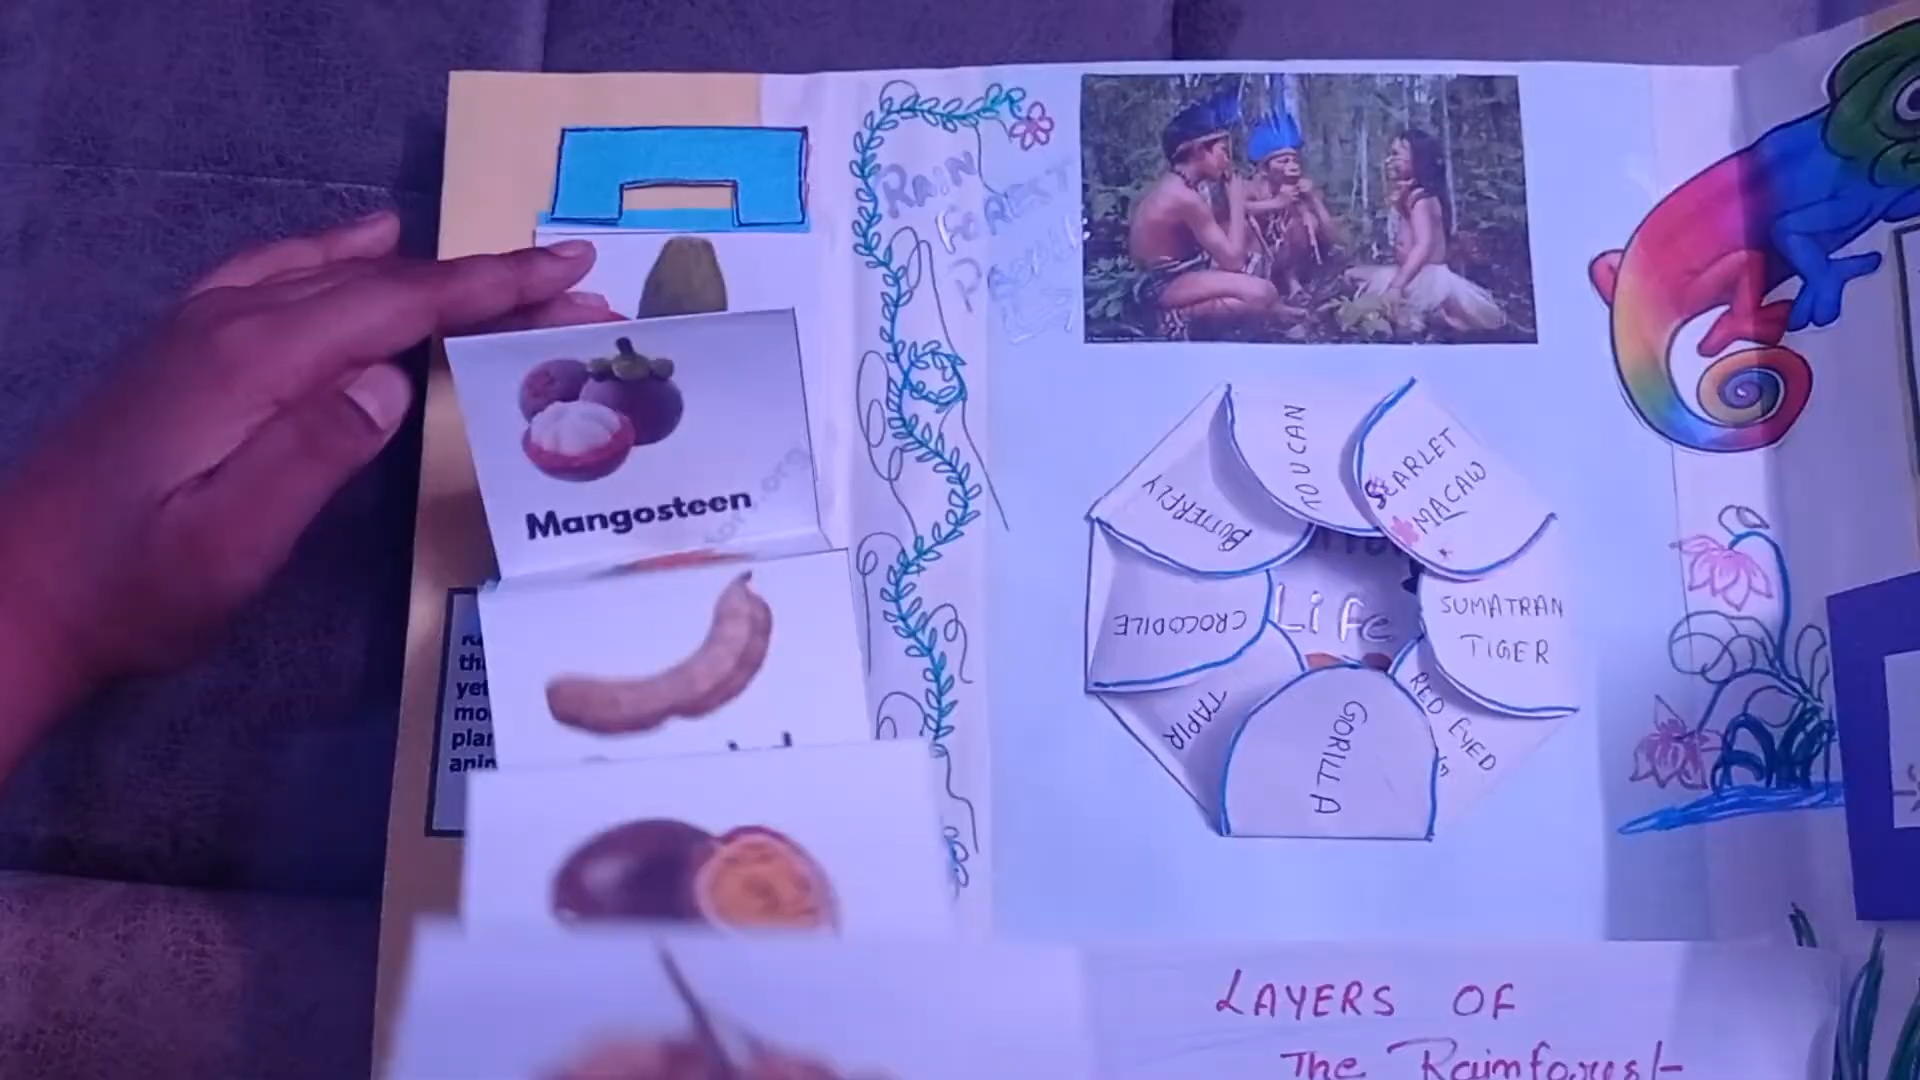 RAIN
FOREST
Mangosteen
BUTTERFLY
TOUCAN
SCARLET
MACAW
CROCODILE
Life
SUMATRAN
TIGER
TAPIR
GORILLA
RED EYED
LAYERS OF
The Rainforest